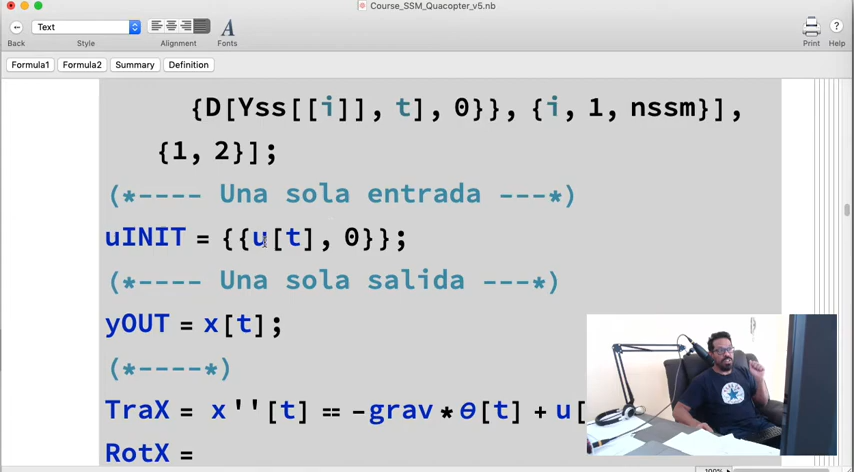 Course_SSM_Quacopter_v5.nb
Text
Back
Style
Alignment
Fonts
Print
Help
Formula1
Formula2
Summary
Definition
{D[Yss[[i]], t], 0}}, {i, 1, nssm}],
{1, 2}];
(*---- Una sola entrada ---*)
uINIT = {{u[t], 0}};
(*---- Una sola salida ---*)
yOUT = x[t];
(*----*)
TraX = x''[t] == -grav*θ[t] + u[
RotX =
100%